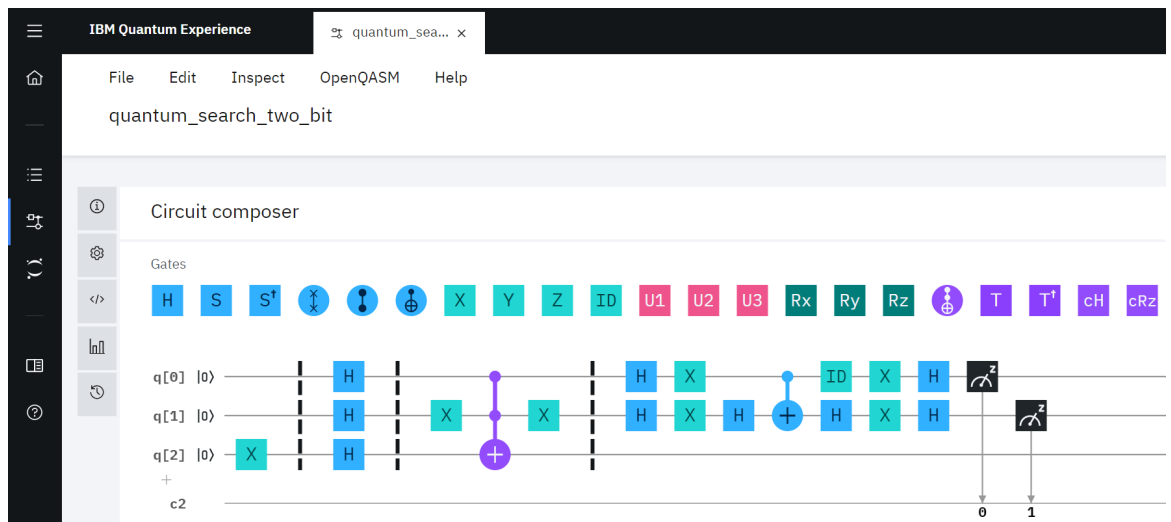 IBM Quantum Experience
quantum_sea... ×
File Edit Inspect OpenQASM Help
quantum_search_two_bit
Circuit composer
Gates
H S S† X Y Z ID U1 U2 U3 Rx Ry Rz T T† cH cRz
q[0] |0⟩ H H X ID X H z
q[1] |0⟩ H X X H X H H X H z
q[2] |0⟩ X H
+
c2
0 1